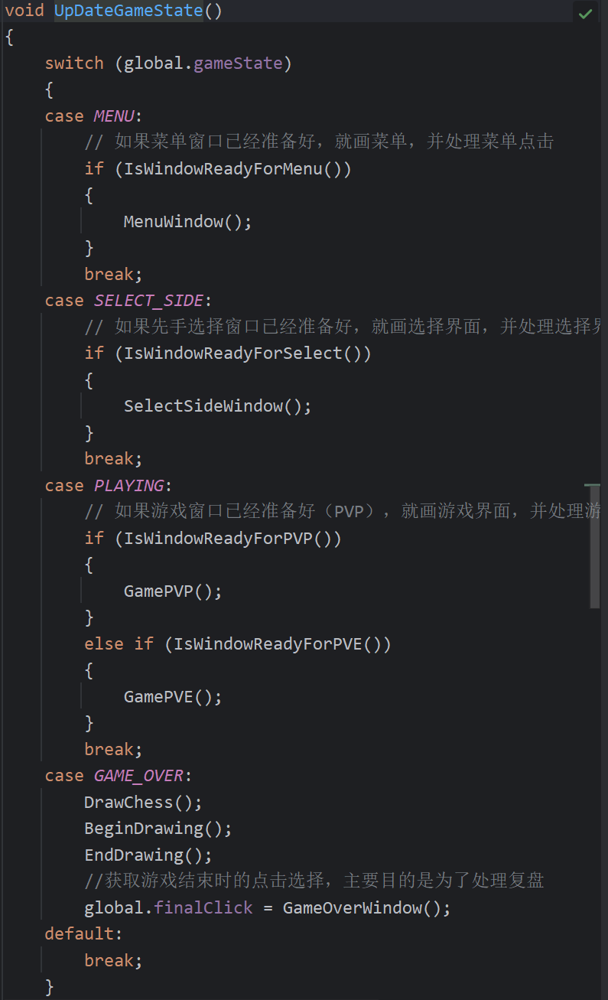 void UpDateGameState()
{
    switch (global.gameState)
    {
    case MENU:
        // 如果菜单窗口已经准备好，就画菜单，并处理菜单点击
        if (IsWindowReadyForMenu())
        {
            MenuWindow();
        }
        break;
    case SELECT_SIDE:
        // 如果先手选择窗口已经准备好，就画选择界面，并处理选择界
        if (IsWindowReadyForSelect())
        {
            SelectSideWindow();
        }
        break;
    case PLAYING:
        // 如果游戏窗口已经准备好（PVP），就画游戏界面，并处理游
        if (IsWindowReadyForPVP())
        {
            GamePVP();
        }
        else if (IsWindowReadyForPVE())
        {
            GamePVE();
        }
        break;
    case GAME_OVER:
        DrawChess();
        BeginDrawing();
        EndDrawing();
        //获取游戏结束时的点击选择，主要目的是为了处理复盘
        global.finalClick = GameOverWindow();
    default:
        break;
    }